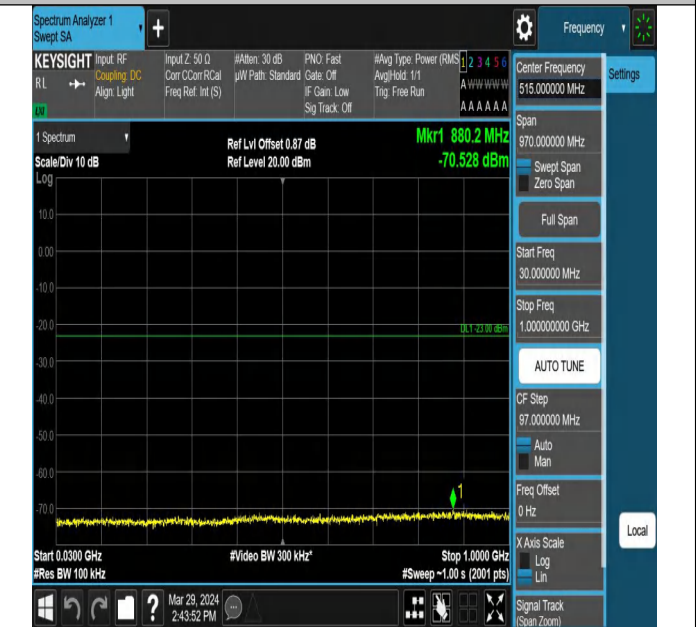 Spectrum Analyzer 1
Swept SA
+
Frequency
KEYSIGHT
RL
LXI
Input: RF
Coupling: DC
Align: Light
Input Z: 50 Ω
Corr CCorr RCal
Freq Ref: Int (S)
#Atten: 30 dB
µW Path: Standard
PNO: Fast
Gate: Off
IF Gain: Low
Sig Track: Off
#Avg Type: Power (RMS
Avg|Hold: 1/1
Trig: Free Run
1 2 3 4 5 6
A W W W W W
A A A A A A
1 Spectrum
Scale/Div 10 dB
Ref Lvl Offset 0.87 dB
Ref Level 20.00 dBm
Mkr1 880.2 MHz
-70.528 dBm
Log
10.0
0.00
-10.0
-20.0
DL1 -23.00 dBm
-30.0
-40.0
-50.0
-60.0
-70.0
1
Start 0.0300 GHz
#Res BW 100 kHz
#Video BW 300 kHz*
Stop 1.0000 GHz
#Sweep ~1.00 s (2001 pts)
Mar 29, 2024
2:43:52 PM
?
Center Frequency
515.000000 MHz
Settings
Span
970.000000 MHz
Swept Span
Zero Span
Full Span
Start Freq
30.000000 MHz
Stop Freq
1.000000000 GHz
AUTO TUNE
CF Step
97.000000 MHz
Auto
Man
Freq Offset
0 Hz
X Axis Scale
Log
Lin
Local
Signal Track
(Span Zoom)